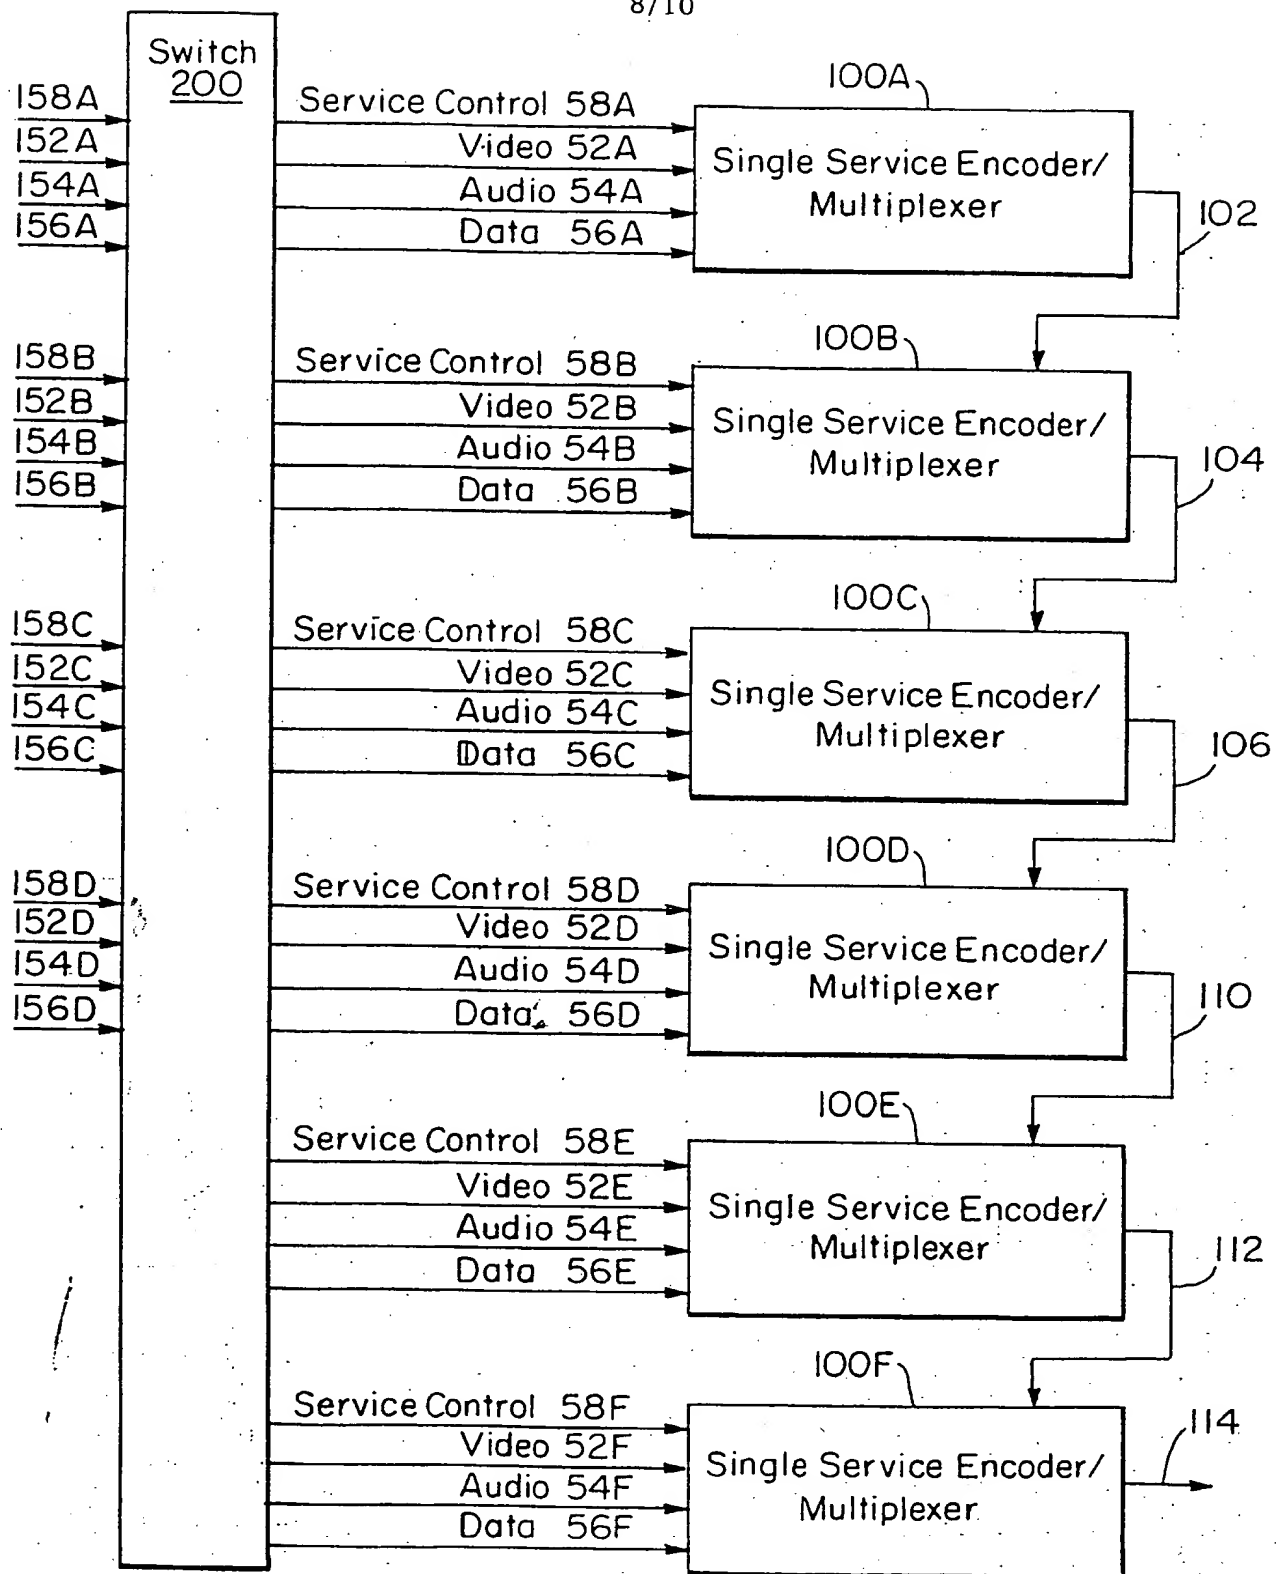 8/10
Switch
200
100A
158A
Service Control 58A
152A
Video 52A
154A
Audio 54A
156A
Data 56A
Single Service Encoder/
Multiplexer
102
100B
158B
Service Control 58B
152B
Video 52B
154B
Audio 54B
156B
Data 56B
Single Service Encoder/
Multiplexer
104
100C
158C
Service Control 58C
152C
Video 52C
154C
Audio 54C
156C
Data 56C
Single Service Encoder/
Multiplexer
106
100D
158D
Service Control 58D
152D
Video 52D
154D
Audio 54D
156D
Data 56D
Single Service Encoder/
Multiplexer
110
100E
Service Control 58E
Video 52E
Audio 54E
Data 56E
Single Service Encoder/
Multiplexer
112
100F
Service Control 58F
Video 52F
Audio 54F
Data 56F
Single Service Encoder/
Multiplexer
114